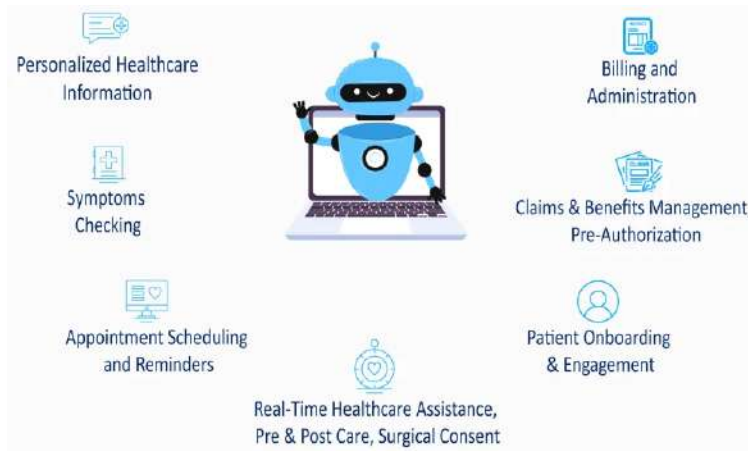 Personalized Healthcare
Information
Billing and
Administration
Symptoms
Checking
Claims & Benefits Management
Pre-Authorization
Appointment Scheduling
and Reminders
Patient Onboarding
& Engagement
Real-Time Healthcare Assistance,
Pre & Post Care, Surgical Consent